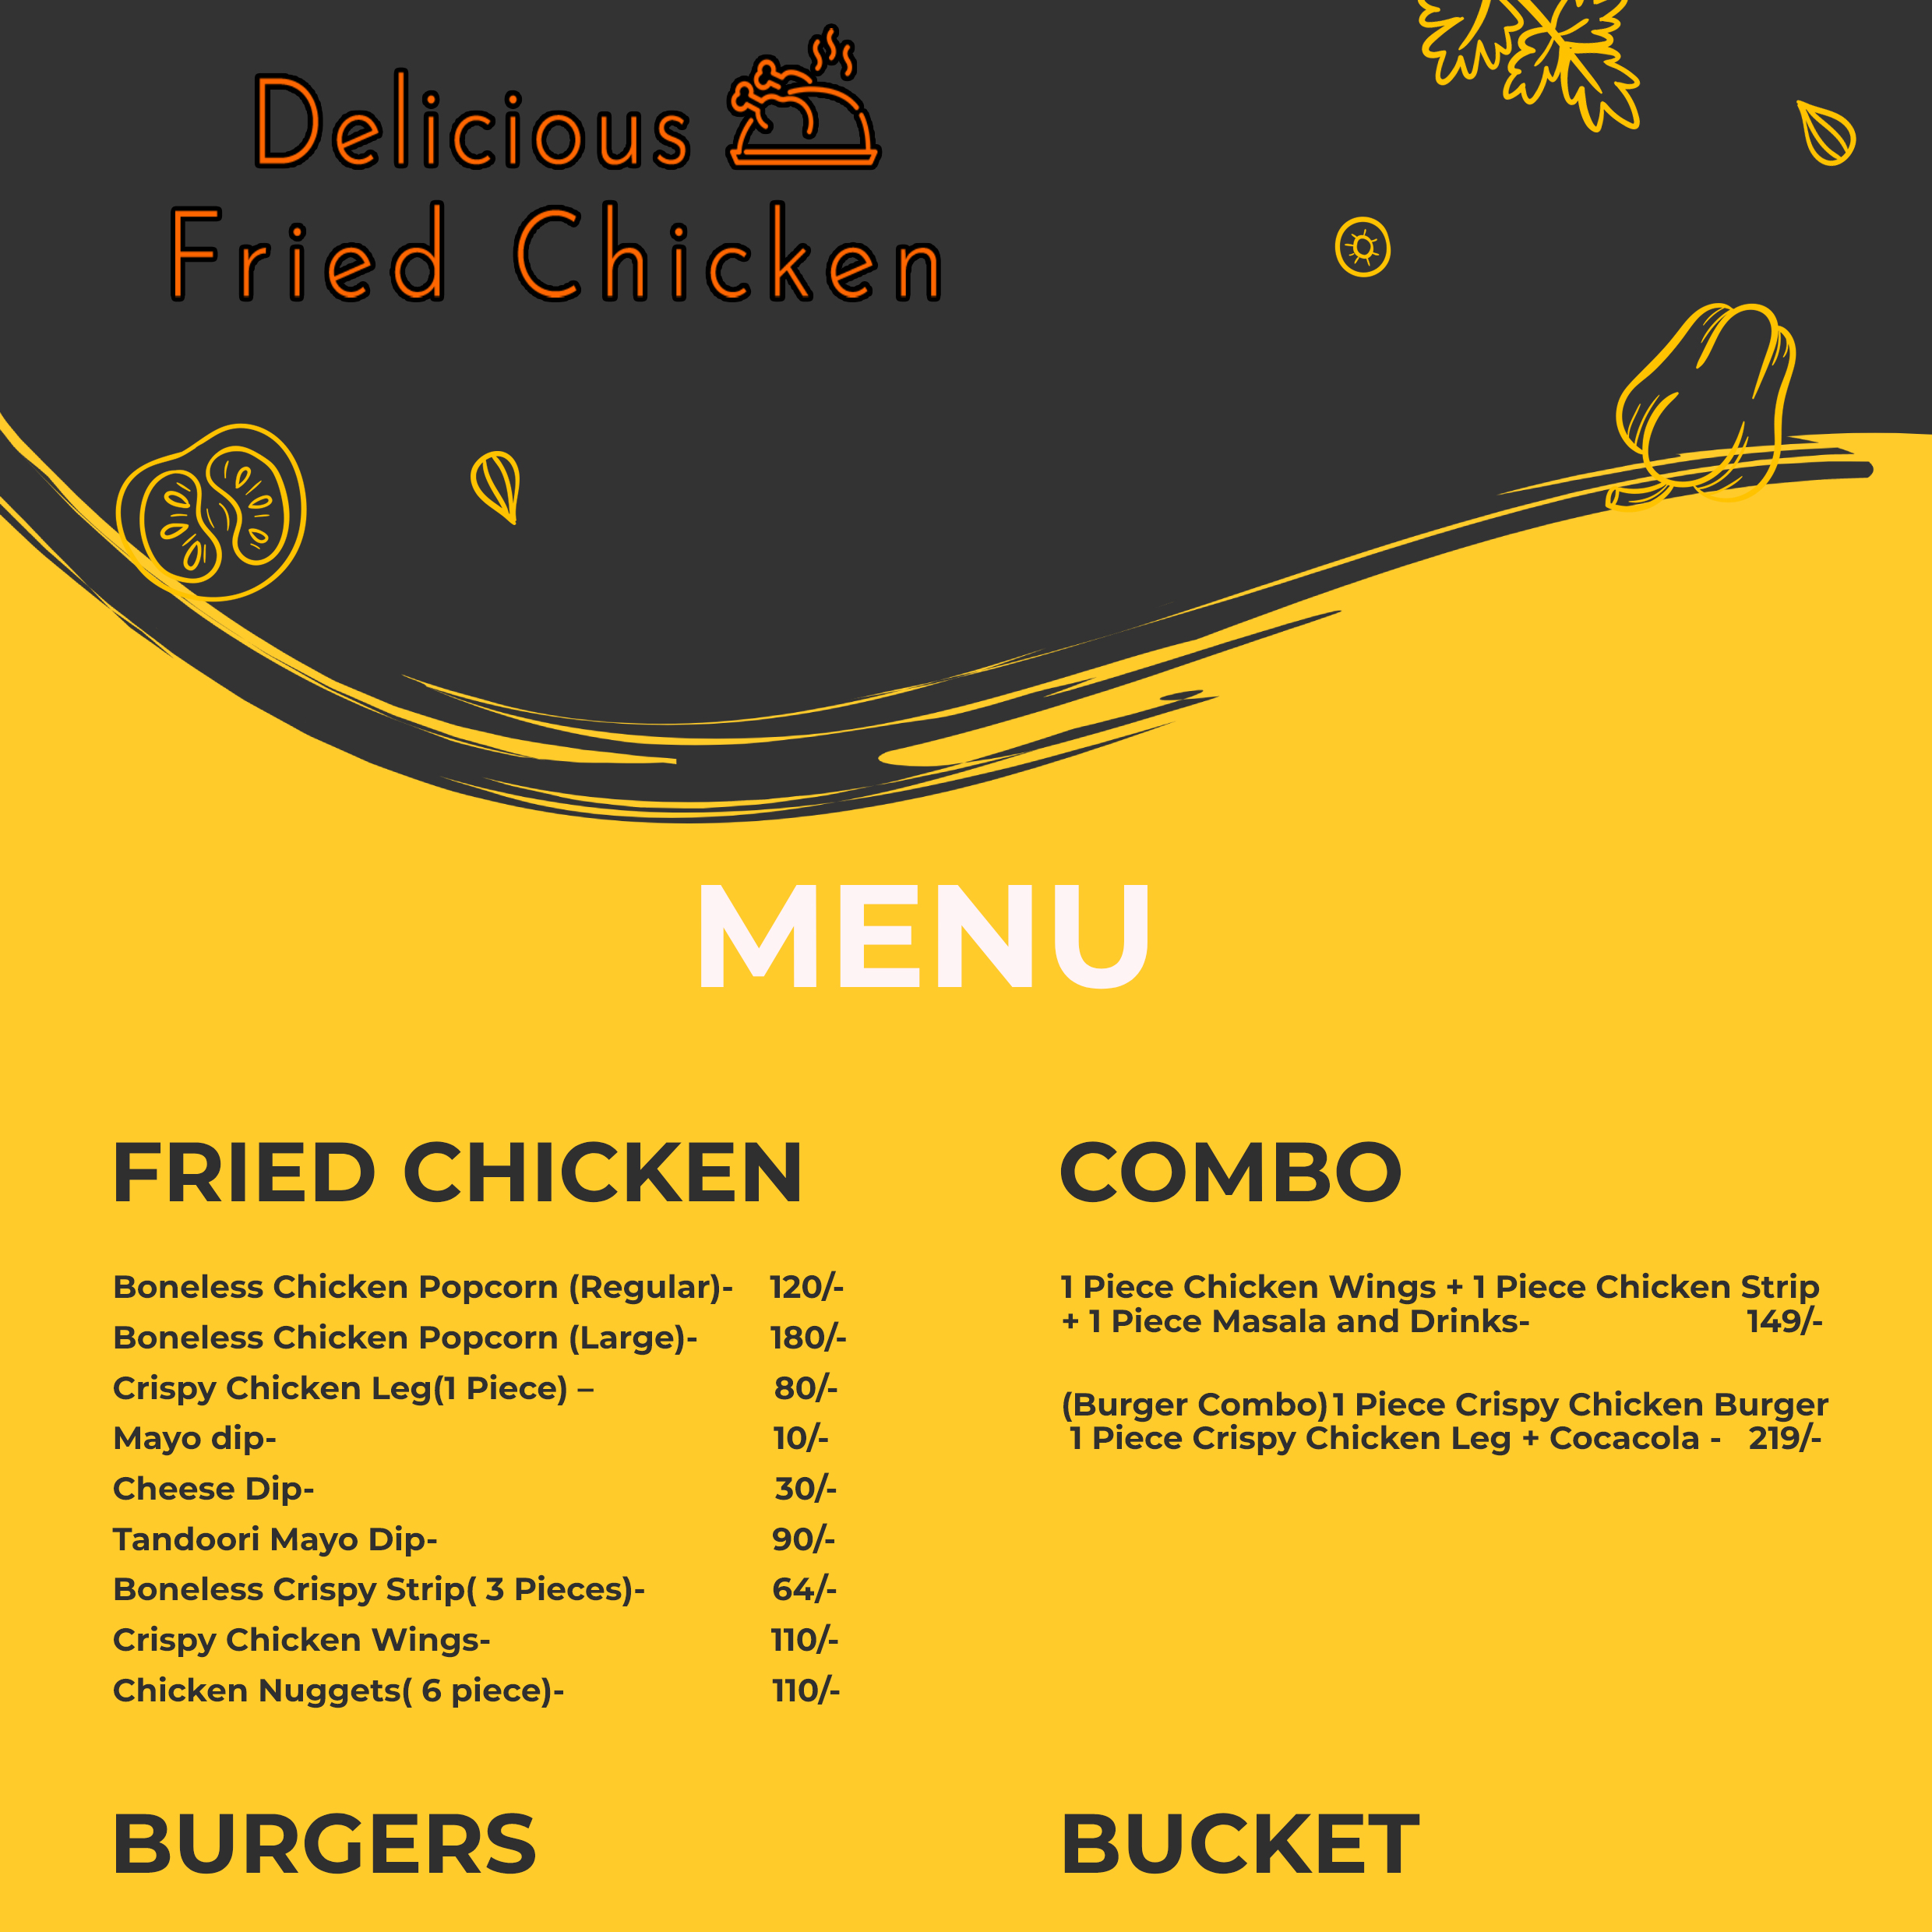 Delicious
Fried Chicken
MENU
FRIED CHICKEN
Boneless Chicken Popcorn (Regular)- 120/-
Boneless Chicken Popcorn (Large)- 180/-
Crispy Chicken Leg(1 Piece) – 80/-
Mayo dip- 10/-
Cheese Dip- 30/-
Tandoori Mayo Dip- 90/-
Boneless Crispy Strip( 3 Pieces)- 64/-
Crispy Chicken Wings- 110/-
Chicken Nuggets( 6 piece)- 110/-
COMBO
1 Piece Chicken Wings + 1 Piece Chicken Strip
+ 1 Piece Masala and Drinks- 149/-
(Burger Combo) 1 Piece Crispy Chicken Burger
1 Piece Crispy Chicken Leg + Cocacola - 219/-
BURGERS
BUCKET